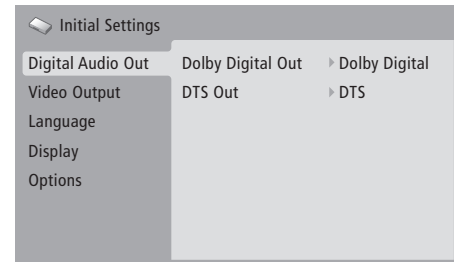 Initial Settings
Digital Audio Out Dolby Digital Out Dolby Digital
Video Output DTS Out DTS
Language
Display
Options